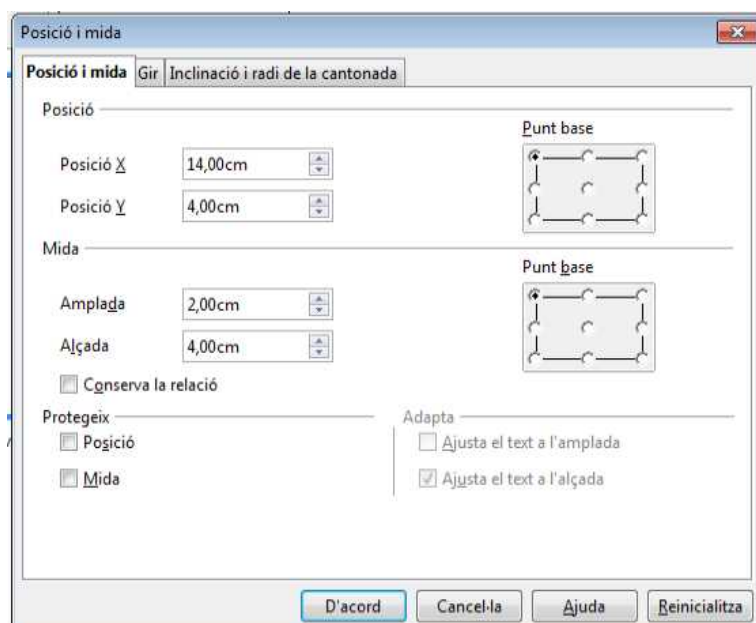 Posició i mida
Posició i mida Gir Inclinació i radi de la cantonada
Posició
Punt base
Posició X 14,00cm
Posició Y 4,00cm
Mida
Punt base
Amplada 2,00cm
Alçada 4,00cm
Conserva la relació
Protegeix Adapta
Posició Ajusta el text a l'amplada
Mida Ajusta el text a l'alçada
D'acord Cancel·la Ajuda Reinicialitza